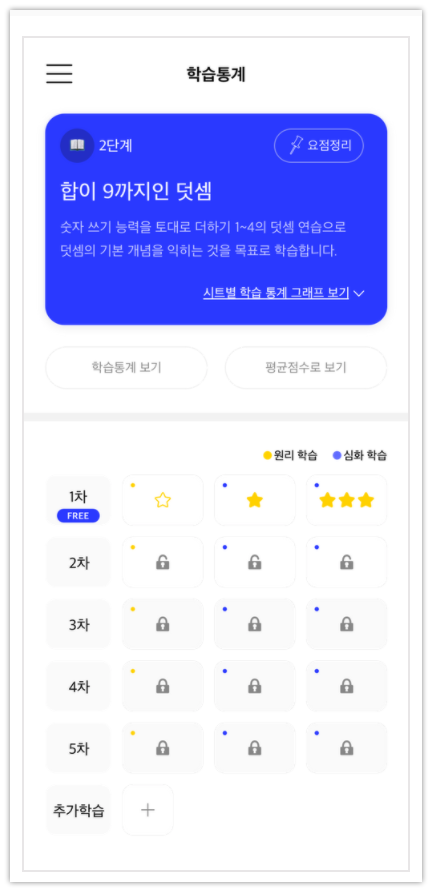 학습통계
2단계
요점정리
합이 9까지인 덧셈
숫자 쓰기 능력을 토대로 더하기 1~4의 덧셈 연습으로
덧셈의 기본 개념을 익히는 것을 목표로 학습합니다.
시트별 학습 통계 그래프 보기
학습통계 보기
평균점수로 보기
원리 학습
심화 학습
1차
FREE
2차
3차
4차
5차
추가학습